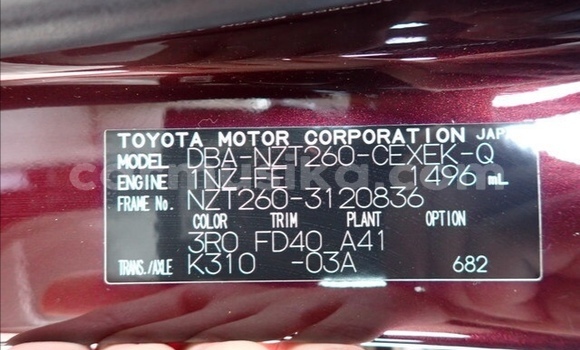 TOYOTA MOTOR CORPORATION JAPAN
MODEL DBA-NZT260-CEXEK-Q
ENGINE 1NZ-FE 1496 mL
FRAME No. NZT260-3120836
COLOR TRIM PLANT OPTION
3R0 FD40 A41
TRANS./AXLE K310 -03A 682